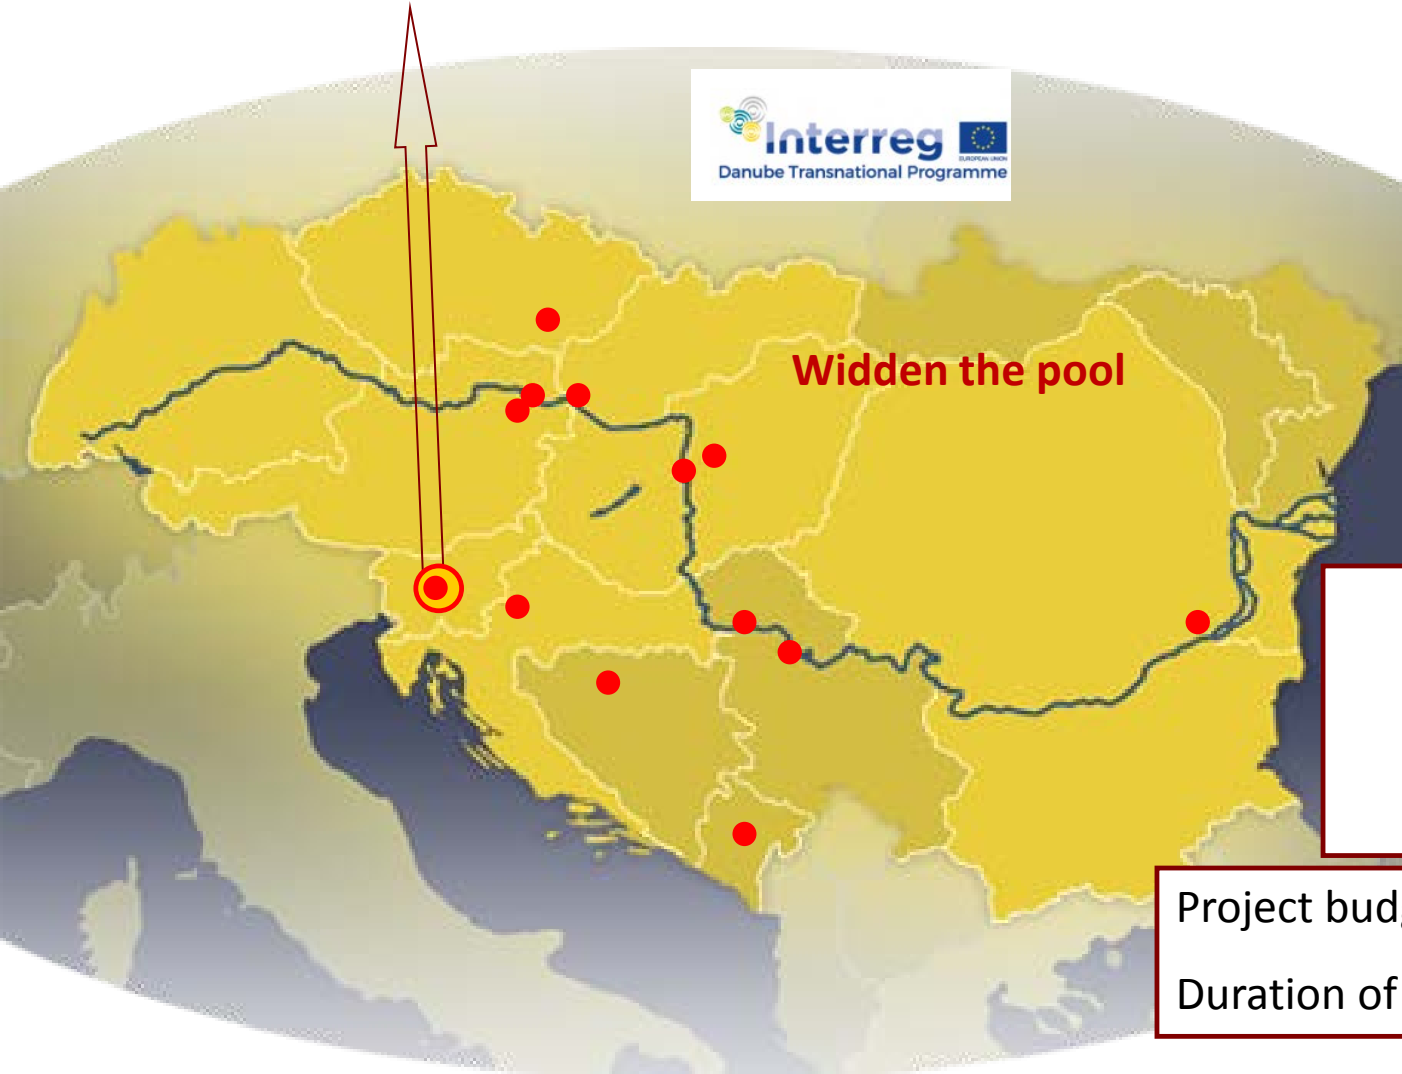 Interreg
EUROPEAN UNION
Danube Transnational Programme
Widden the pool
Project bud
Duration of